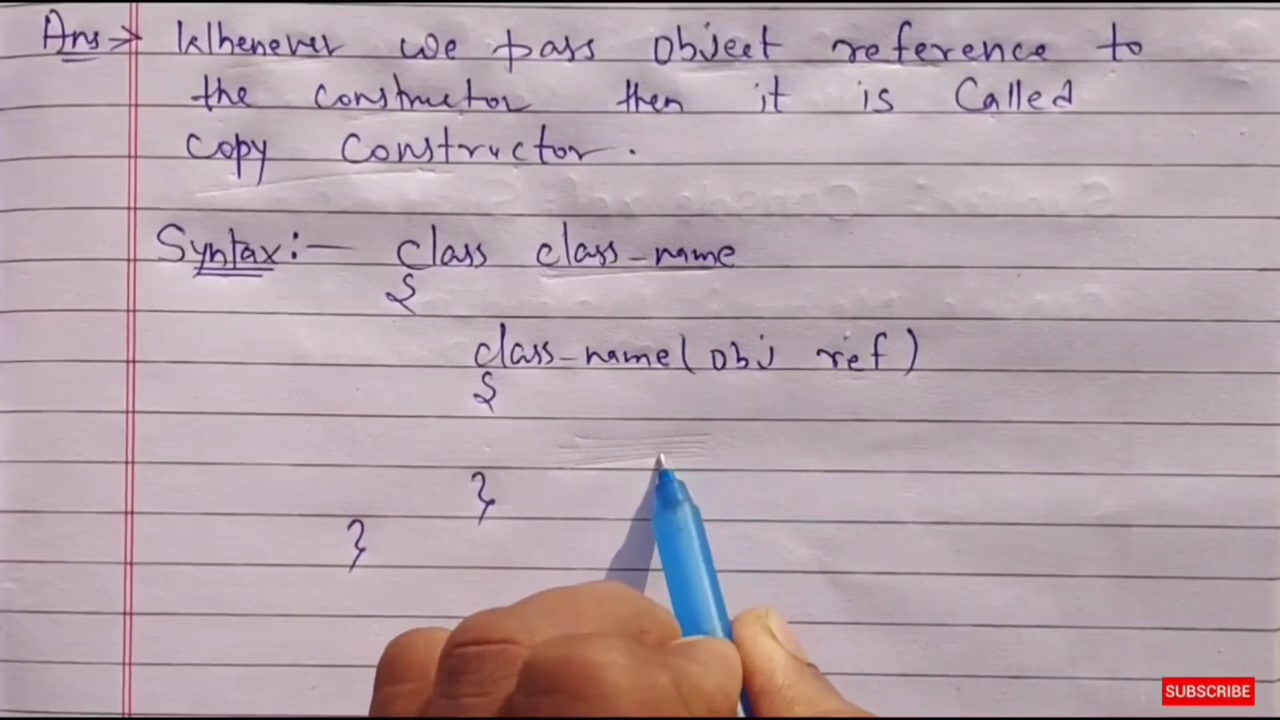 Ans → Whenever we pass object reference to
the constructor then it is Called
copy constructor.
Syntax:- class class_name
{
class_name(obj ref)
{
}
}
SUBSCRIBE